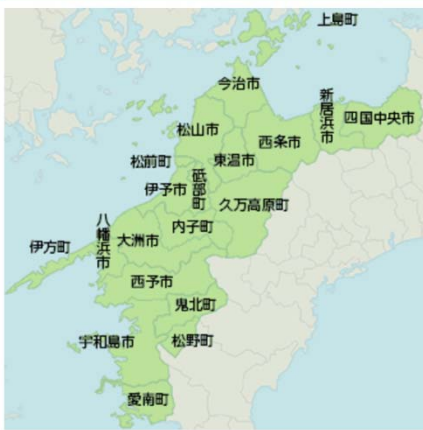 上島町
今治市
新居浜市
四国中央市
松山市
西条市
松前町
東温市
砥部町
伊予市
久万高原町
八幡浜市
内子町
伊方町
大洲市
西予市
鬼北町
宇和島市
松野町
愛南町